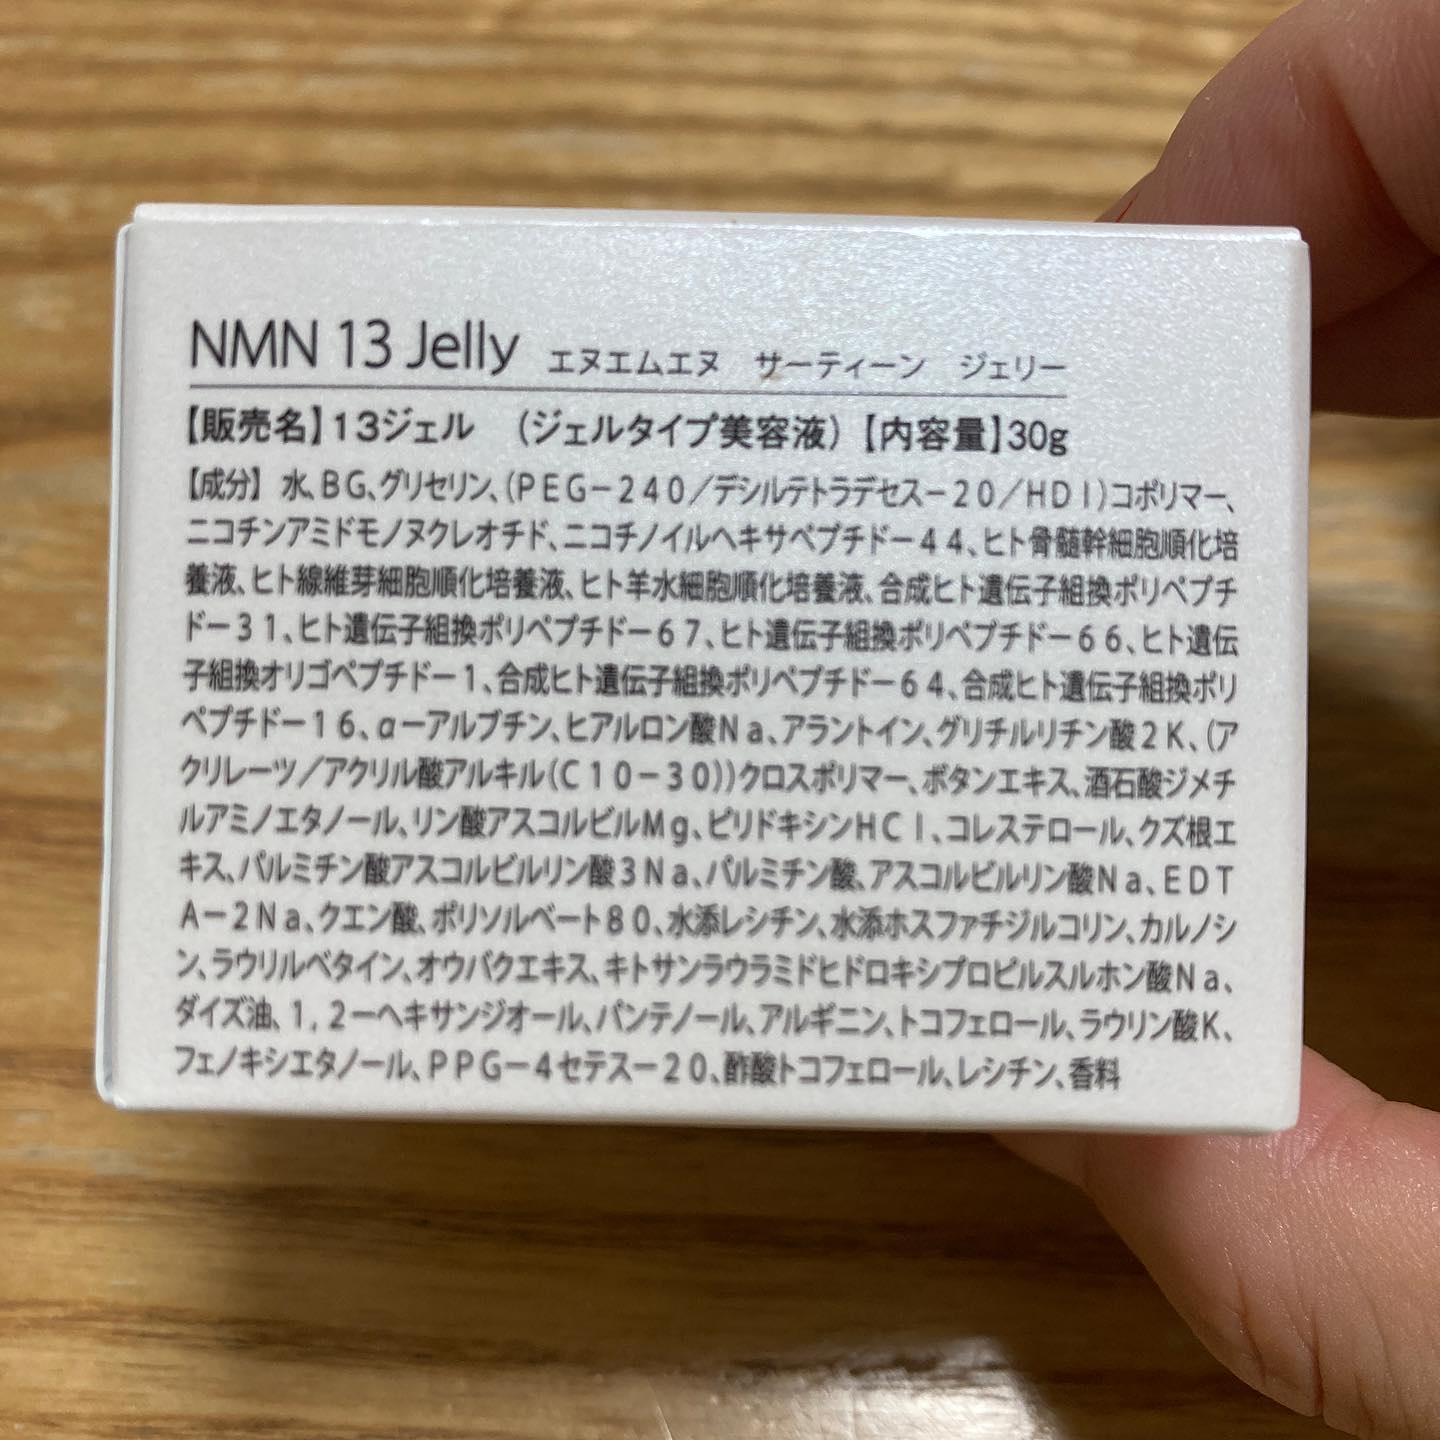 NMN 13 Jelly エヌエムエヌ サーティーン ジェリー
【販売名】13ジェル （ジェルタイプ美容液）【内容量】30g
【成分】 水、BG、グリセリン、(PEG－240／デシルテトラデセス－20／HDI)コポリマー、
ニコチンアミドモノヌクレオチド、ニコチノイルヘキサペプチド－44、ヒト骨髄幹細胞順化培
養液、ヒト線維芽細胞順化培養液、ヒト羊水細胞順化培養液、合成ヒト遺伝子組換ポリペプチ
ド－31、ヒト遺伝子組換ポリペプチド－67、ヒト遺伝子組換ポリペプチド－66、ヒト遺伝
子組換オリゴペプチド－1、合成ヒト遺伝子組換ポリペプチド－64、合成ヒト遺伝子組換ポリ
ペプチド－16、α－アルブチン、ヒアルロン酸Na、アラントイン、グリチルリチン酸2K、(ア
クリレーツ／アクリル酸アルキル(C10－30))クロスポリマー、ボタンエキス、酒石酸ジメチ
ルアミノエタノール、リン酸アスコルビルMg、ピリドキシンHCl、コレステロール、クズ根エ
キス、パルミチン酸アスコルビルリン酸3Na、パルミチン酸、アスコルビルリン酸Na、EDT
A－2Na、クエン酸、ポリソルベート80、水添レシチン、水添ホスファチジルコリン、カルノシ
ン、ラウリルベタイン、オウバクエキス、キトサンラウラミドヒドロキシプロピルスルホン酸Na、
ダイズ油、1,2－ヘキサンジオール、パンテノール、アルギニン、トコフェロール、ラウリン酸K、
フェノキシエタノール、PPG－4セテス－20、酢酸トコフェロール、レシチン、香料